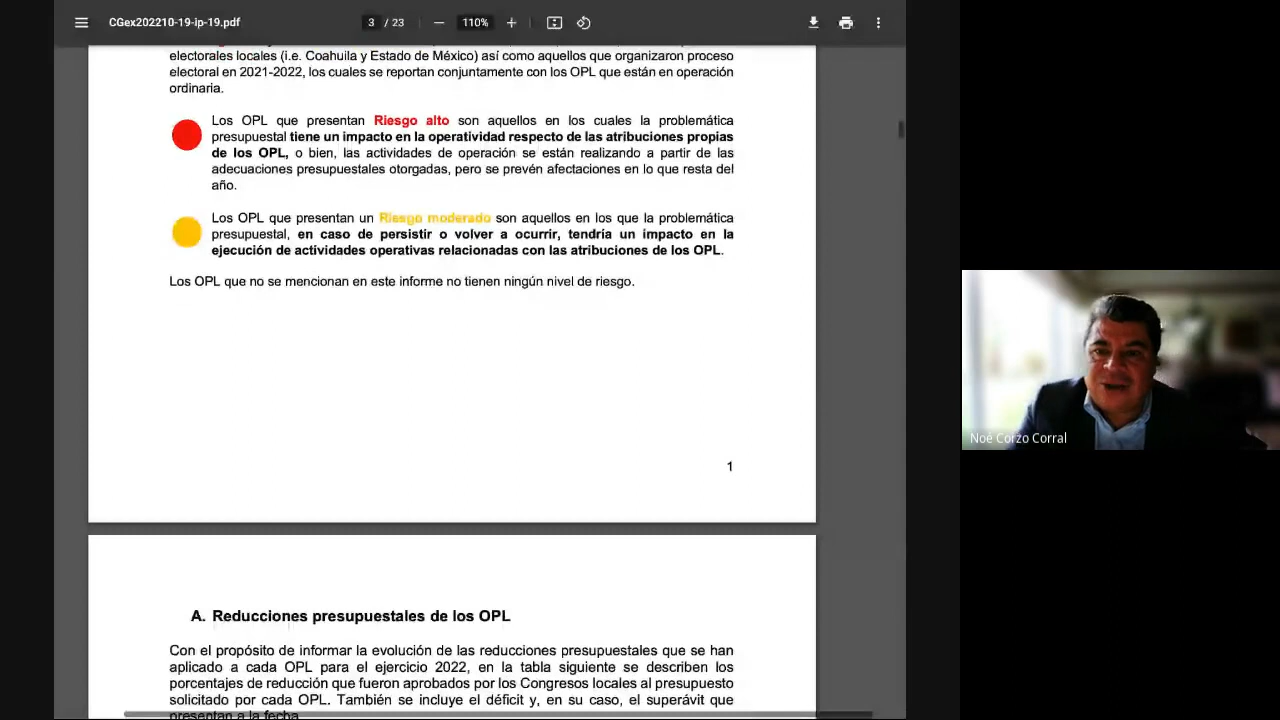 CGex202210-19-ip-19.pdf
3 / 23
110%
electorales locales (i.e. Coahuila y Estado de México) así como aquellos que organizaron proceso
electoral en 2021-2022, los cuales se reportan conjuntamente con los OPL que están en operación
ordinaria.
Los OPL que presentan Riesgo alto son aquellos en los cuales la problemática
presupuestal tiene un impacto en la operatividad respecto de las atribuciones propias
de los OPL, o bien, las actividades de operación se están realizando a partir de las
adecuaciones presupuestales otorgadas, pero se prevén afectaciones en lo que resta del
año.
Los OPL que presentan un Riesgo moderado son aquellos en los que la problemática
presupuestal, en caso de persistir o volver a ocurrir, tendría un impacto en la
ejecución de actividades operativas relacionadas con las atribuciones de los OPL.
Los OPL que no se mencionan en este informe no tienen ningún nivel de riesgo.
1
A. Reducciones presupuestales de los OPL
Con el propósito de informar la evolución de las reducciones presupuestales que se han
aplicado a cada OPL para el ejercicio 2022, en la tabla siguiente se describen los
porcentajes de reducción que fueron aprobados por los Congresos locales al presupuesto
solicitado por cada OPL. También se incluye el déficit y, en su caso, el superávit que
presentan a la fecha.
Noé Corzo Corral